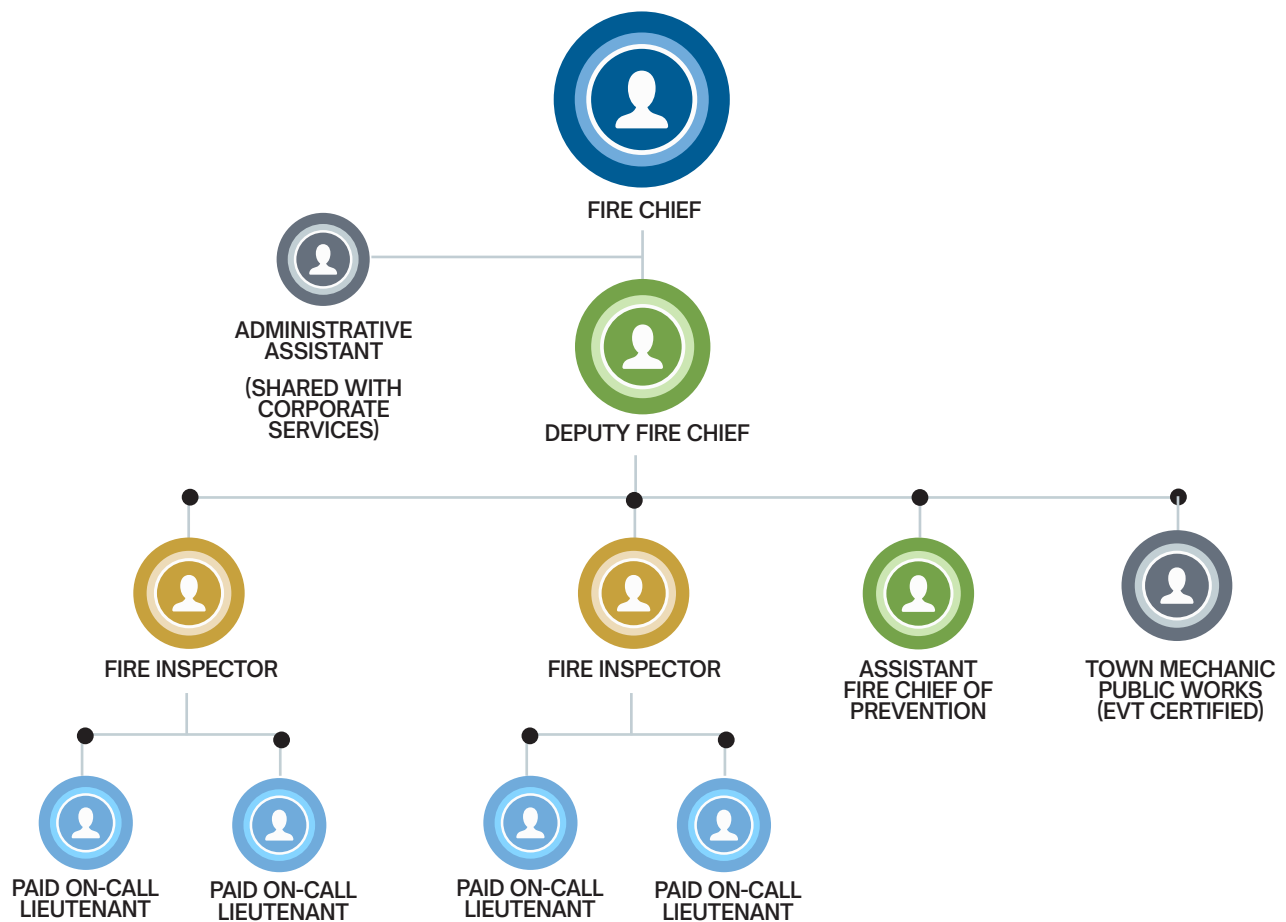 FIRE CHIEF
ADMINISTRATIVE
ASSISTANT
(SHARED WITH
CORPORATE
SERVICES)
DEPUTY FIRE CHIEF
FIRE INSPECTOR
FIRE INSPECTOR
ASSISTANT
FIRE CHIEF OF
PREVENTION
TOWN MECHANIC
PUBLIC WORKS
(EVT CERTIFIED)
PAID ON-CALL
LIEUTENANT
PAID ON-CALL
LIEUTENANT
PAID ON-CALL
LIEUTENANT
PAID ON-CALL
LIEUTENANT